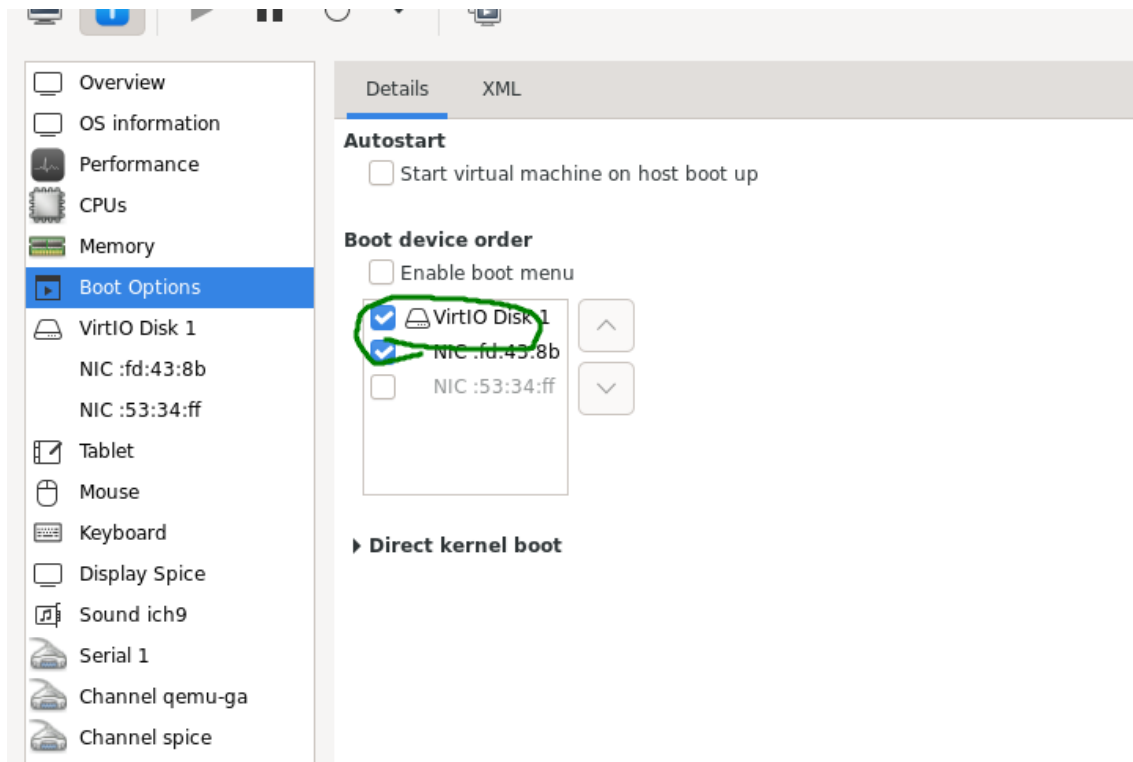 Overview
OS information
Performance
CPUs
Memory
Boot Options
VirtIO Disk 1
NIC :fd:43:8b
NIC :53:34:ff
Tablet
Mouse
Keyboard
Display Spice
Sound ich9
Serial 1
Channel qemu-ga
Channel spice
Details XML
Autostart
Start virtual machine on host boot up
Boot device order
Enable boot menu
VirtIO Disk 1
NIC :fd:43:8b
NIC :53:34:ff
Direct kernel boot